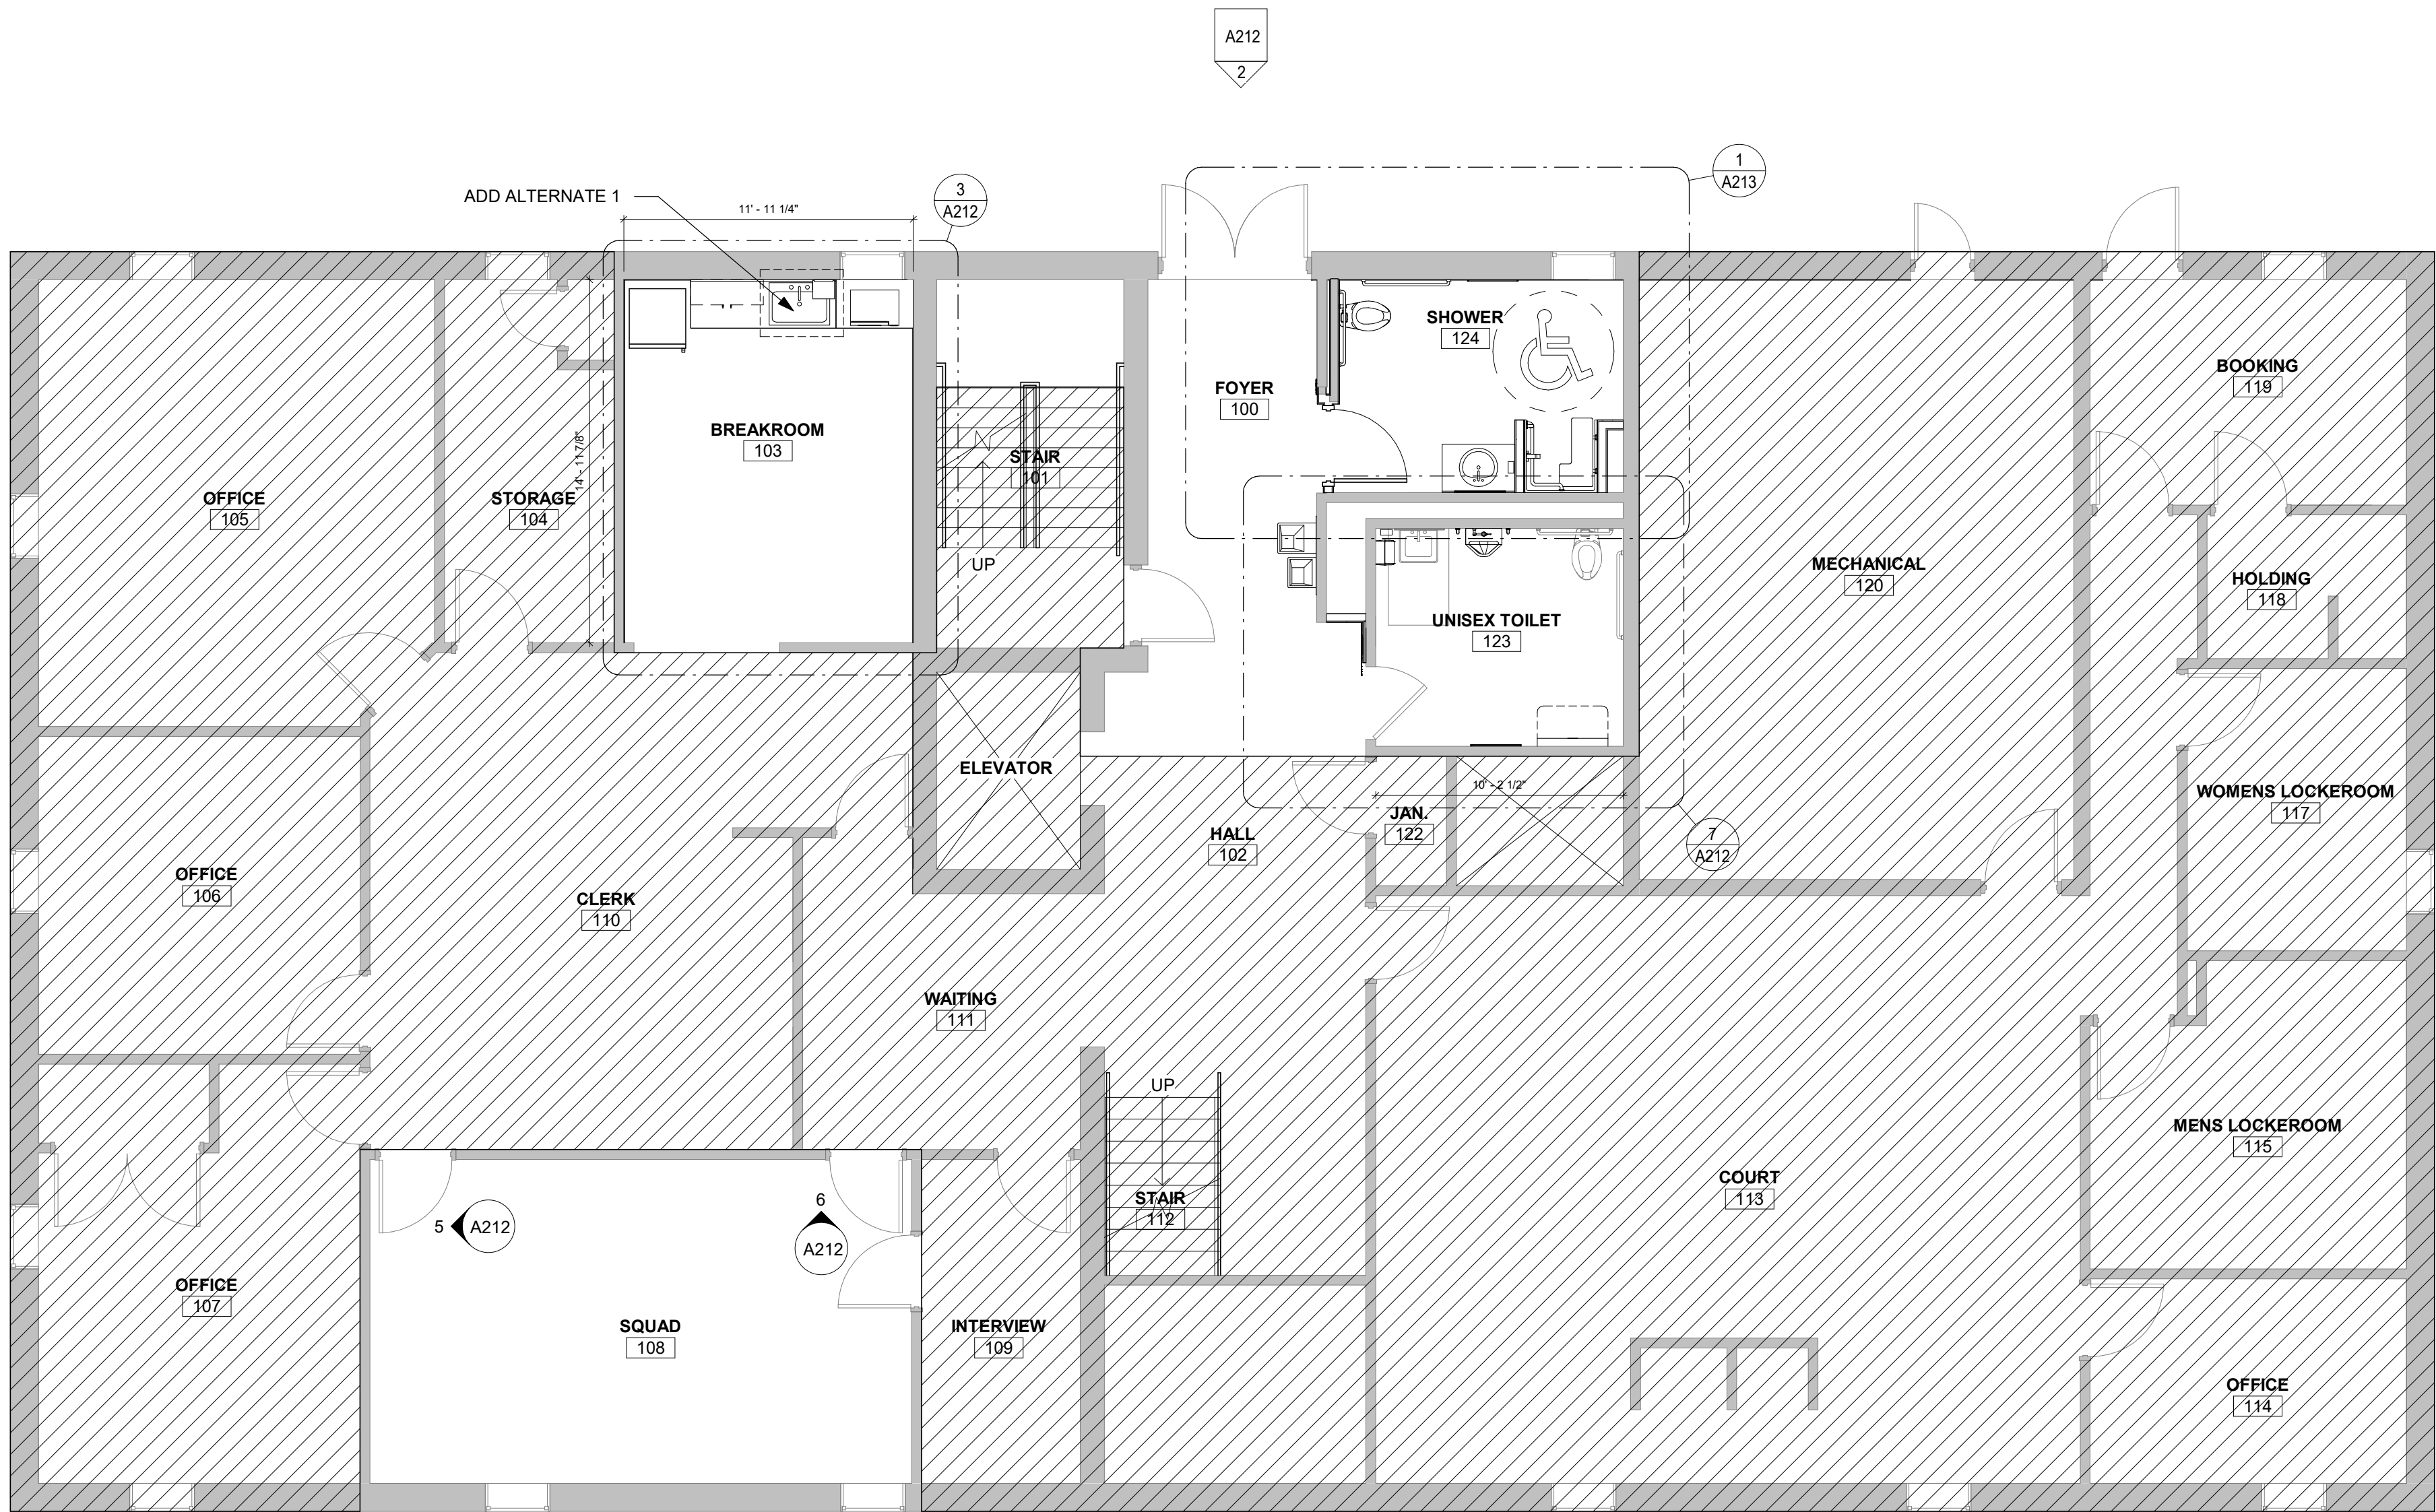 A212
2
1
A213
ADD ALTERNATE 1
3
A212
11' - 11 1/4"
SHOWER
124
BOOKING
119
FOYER
100
BREAKROOM
103
14' - 11 7/8"
STAIR
101
OFFICE
105
STORAGE
104
UP
MECHANICAL
120
HOLDING
118
UNISEX TOILET
123
ELEVATOR
10' - 2 1/2"
WOMENS LOCKEROOM
117
JAN.
122
HALL
102
7
A212
OFFICE
106
CLERK
110
WAITING
111
UP
MENS LOCKEROOM
115
COURT
113
STAIR
112
5
A212
6
A212
OFFICE
107
SQUAD
108
INTERVIEW
109
OFFICE
114